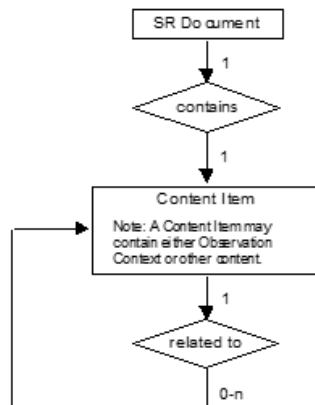 SR Document
1
contains
1
Content Item
Note: A Content Item may
contain either Observation
Context or other content.
1
related to
0-n